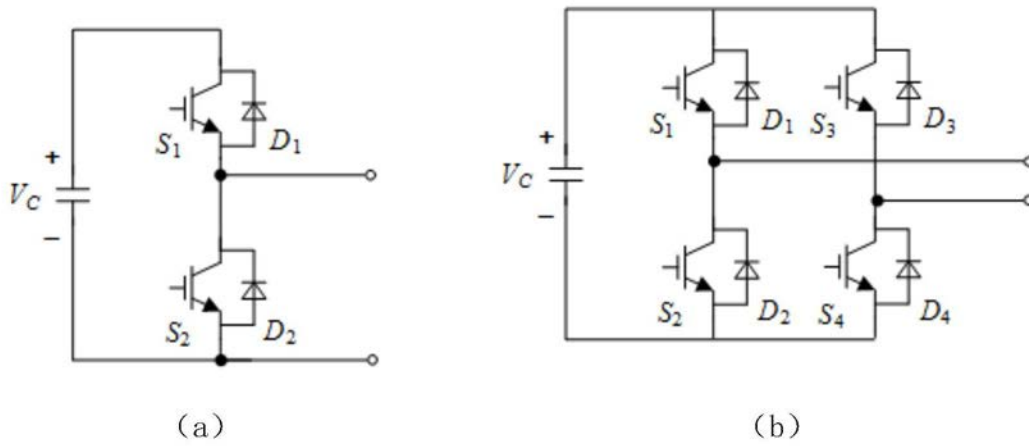 S1
D1
+
VC
−
S2
D2
(a)
S1
D1
S3
D3
+
VC
−
S2
D2
S4
D4
(b)